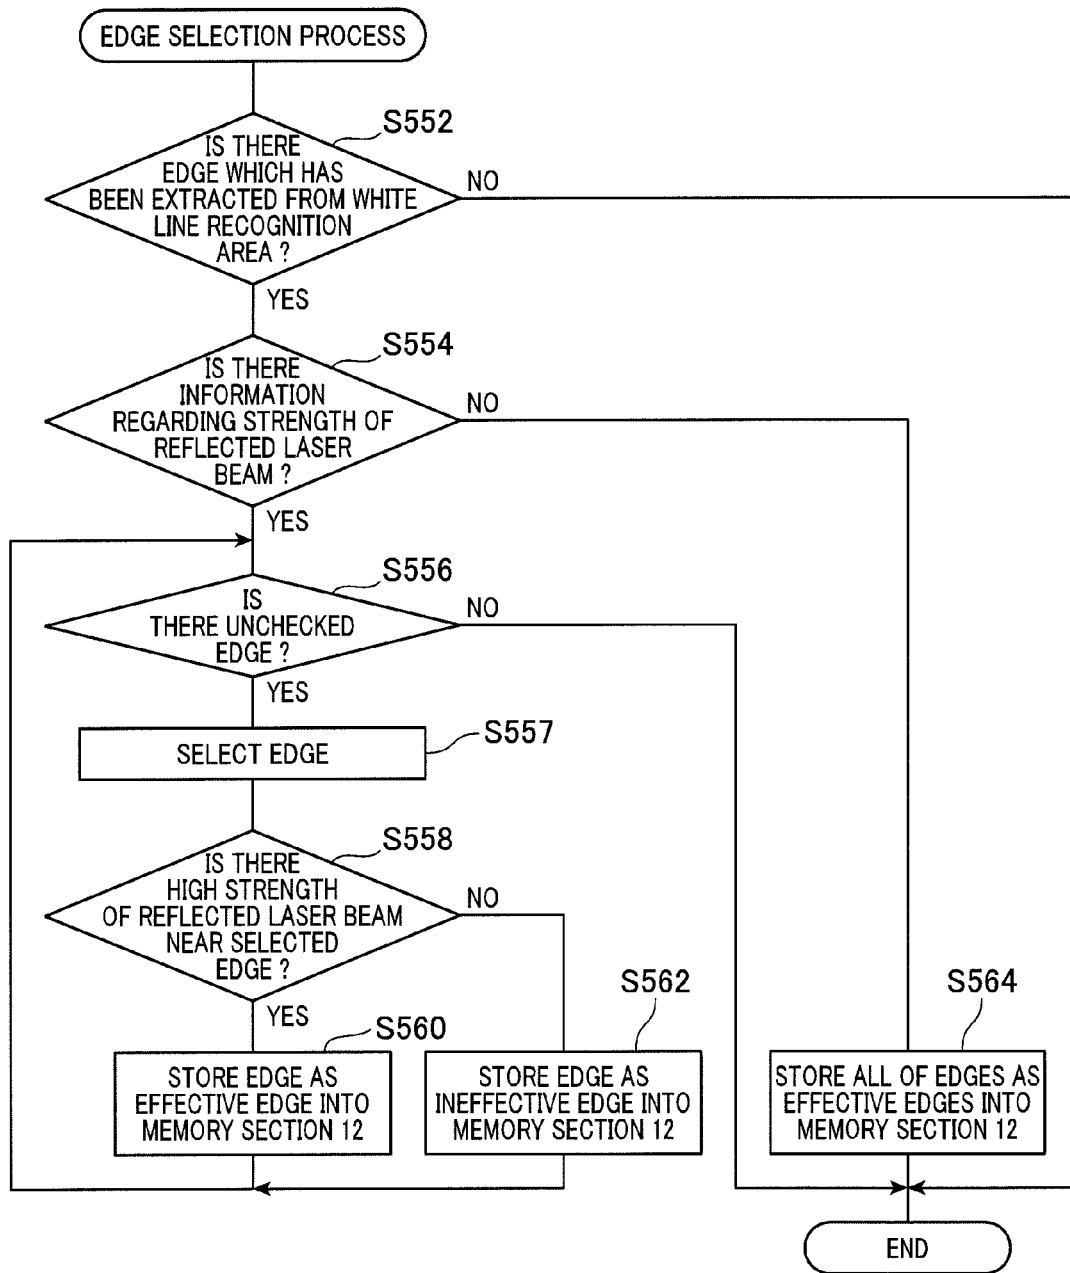 EDGE SELECTION PROCESS
S552
IS THERE
EDGE WHICH HAS
BEEN EXTRACTED FROM WHITE
LINE RECOGNITION
AREA ?
NO
YES
S554
IS THERE
INFORMATION
REGARDING STRENGTH OF
REFLECTED LASER
BEAM ?
NO
YES
S556
IS
THERE UNCHECKED
EDGE ?
NO
YES
S557
SELECT EDGE
S558
IS THERE
HIGH STRENGTH
OF REFLECTED LASER BEAM
NEAR SELECTED
EDGE ?
NO
YES
S560
STORE EDGE AS
EFFECTIVE EDGE INTO
MEMORY SECTION 12
S562
STORE EDGE AS
INEFFECTIVE EDGE INTO
MEMORY SECTION 12
S564
STORE ALL OF EDGES AS
EFFECTIVE EDGES INTO
MEMORY SECTION 12
END